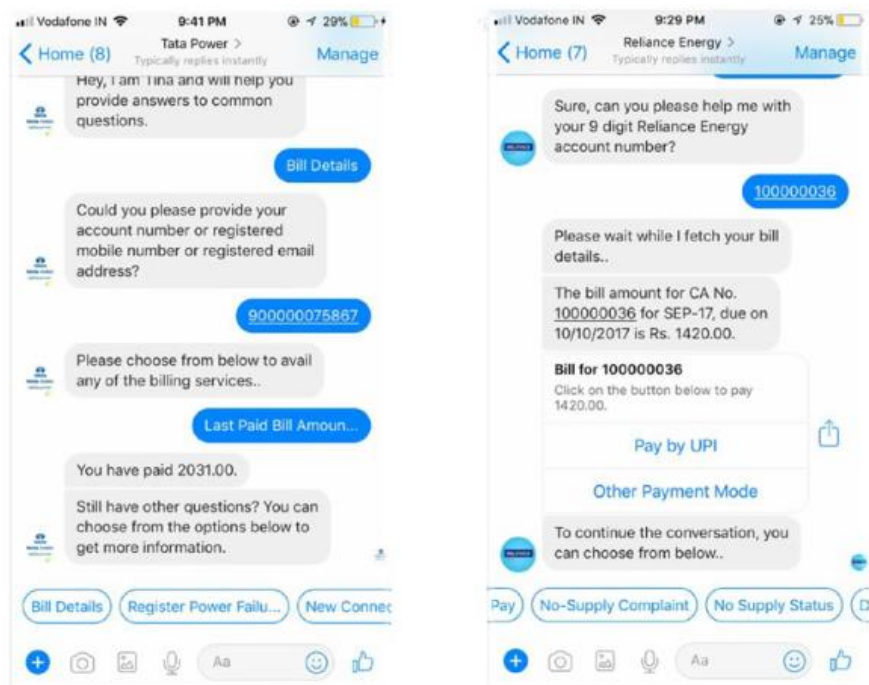 Vodafone IN 9:41 PM 29%
Home (8) Tata Power > Manage
Typically replies instantly
Hey, I am Tina and will help you
provide answers to common
questions.
Bill Details
Could you please provide your
account number or registered
mobile number or registered email
address?
900000075867
Please choose from below to avail
any of the billing services..
Last Paid Bill Amoun...
You have paid 2031.00.
Still have other questions? You can
choose from the options below to
get more information.
Bill Details Register Power Failu... New Connec
Aa
Vodafone IN 9:29 PM 25%
Home (7) Reliance Energy > Manage
Typically replies instantly
Sure, can you please help me with
your 9 digit Reliance Energy
account number?
100000036
Please wait while I fetch your bill
details..
The bill amount for CA No.
100000036 for SEP-17, due on
10/10/2017 is Rs. 1420.00.
Bill for 100000036
Click on the button below to pay
1420.00.
Pay by UPI
Other Payment Mode
To continue the conversation, you
can choose from below..
Pay No-Supply Complaint No Supply Status D
Aa